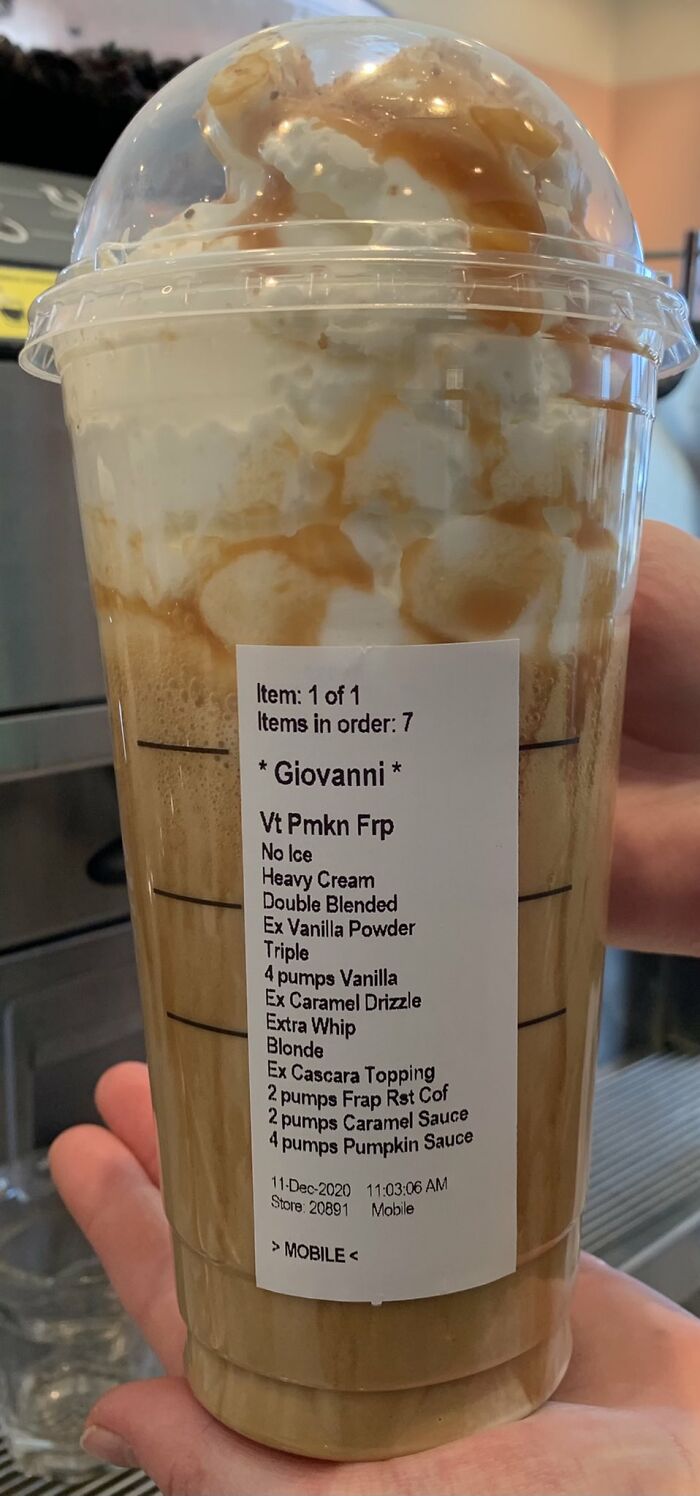 Item: 1 of 1
Items in order: 7
* Giovanni *
Vt Pmkn Frp
No Ice
Heavy Cream
Double Blended
Ex Vanilla Powder
Triple
4 pumps Vanilla
Ex Caramel Drizzle
Extra Whip
Blonde
Ex Cascara Topping
2 pumps Frap Rst Cof
2 pumps Caramel Sauce
4 pumps Pumpkin Sauce
11-Dec-2020 11:03:06 AM
Store: 20891 Mobile
> MOBILE <